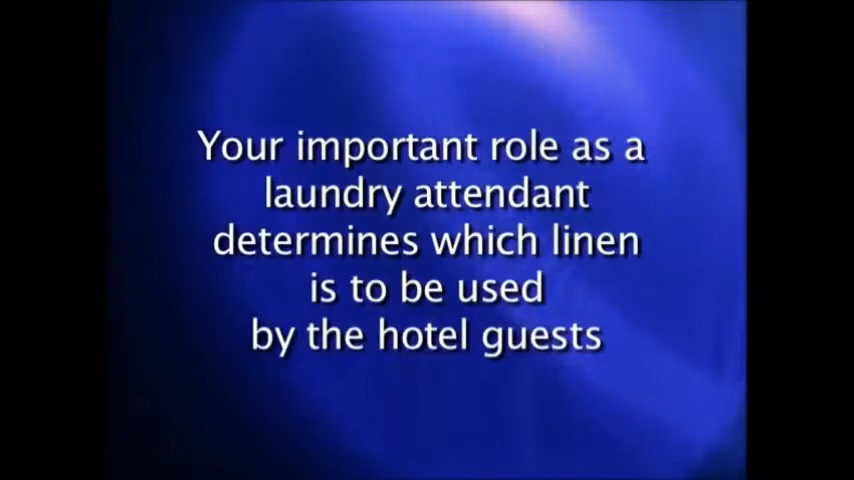 Your important role as a
laundry attendant
determines which linen
is to be used
by the hotel guests